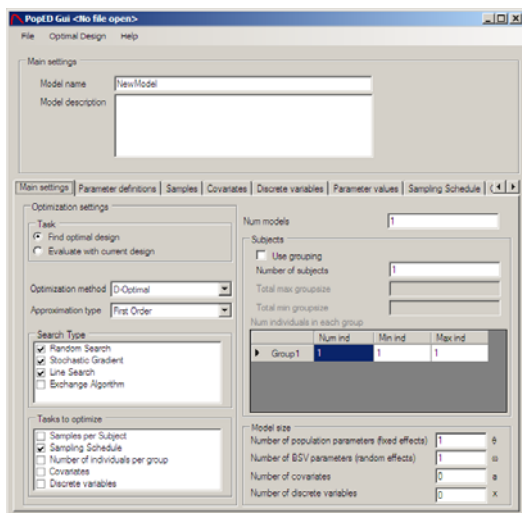 PopED Gui <No file open>
File Optimal Design Help
Main settings
Model name NewModel
Model description
Main settings Parameter definitions Samples Covariates Discrete variables Parameter values Sampling Schedule
Optimization settings
Task
Find optimal design
Evaluate with current design
Optimization method D-Optimal
Approximation type First Order
Search Type
Random Search
Stochastic Gradient
Line Search
Exchange Algorithm
Tasks to optimize
Samples per Subject
Sampling Schedule
Number of individuals per group
Covariates
Discrete variables
Num models 1
Subjects
Use grouping
Number of subjects 1
Total max groupsize
Total min groupsize
Num individuals in each group
Num ind Min ind Max ind
Group1 1 1 1
Model size
Number of population parameters (fixed effects) 1 θ
Number of BSV parameters (random effects) 1 ω
Number of covariates 0 a
Number of discrete variables 0 x